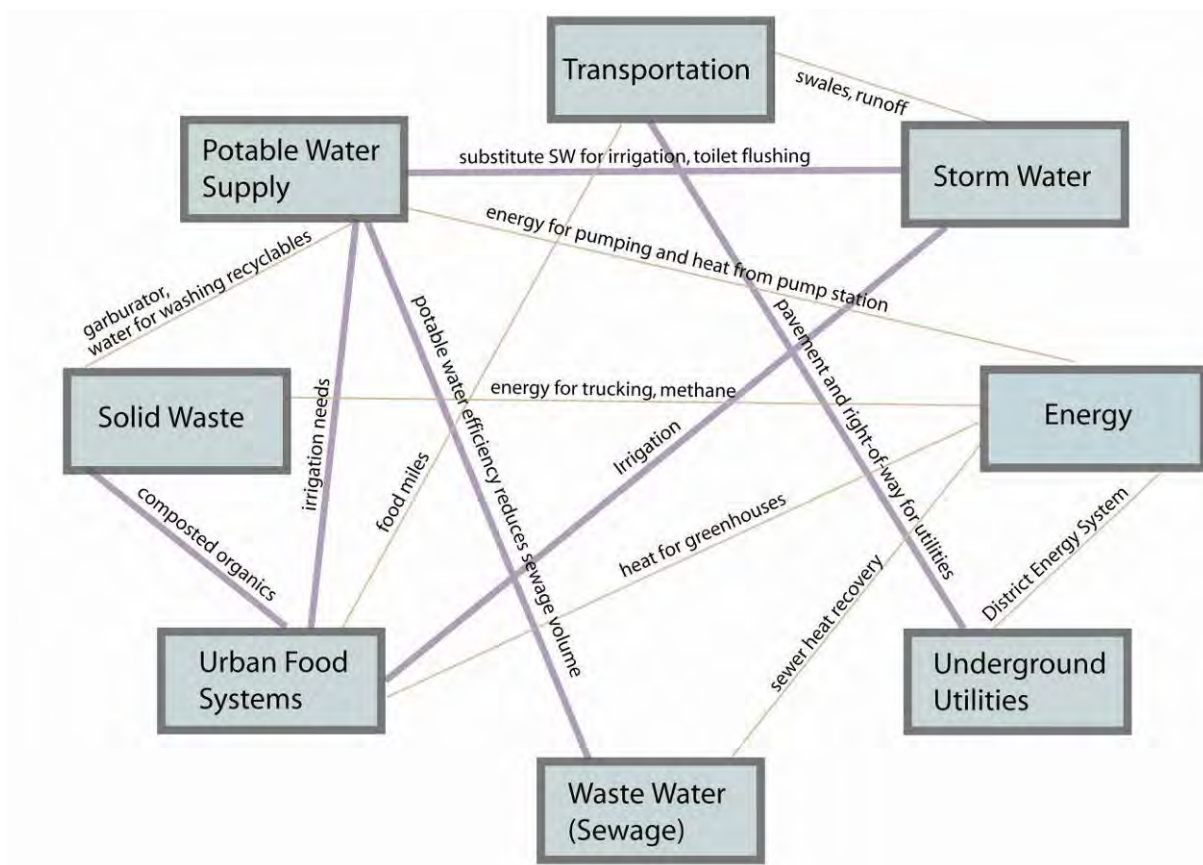 Transportation
swales, runoff
Potable Water
Supply
substitute SW for irrigation, toilet flushing
Storm Water
energy for pumping and heat from pump station
garburator,
water for washing recyclables
potable water efficiency reduces sewage volume
pavement and right-of-way for utilities
Solid Waste
energy for trucking, methane
Energy
irrigation needs
food miles
Irrigation
composted organics
heat for greenhouses
District Energy System
sewer heat recovery
Urban Food
Systems
Underground
Utilities
Waste Water
(Sewage)